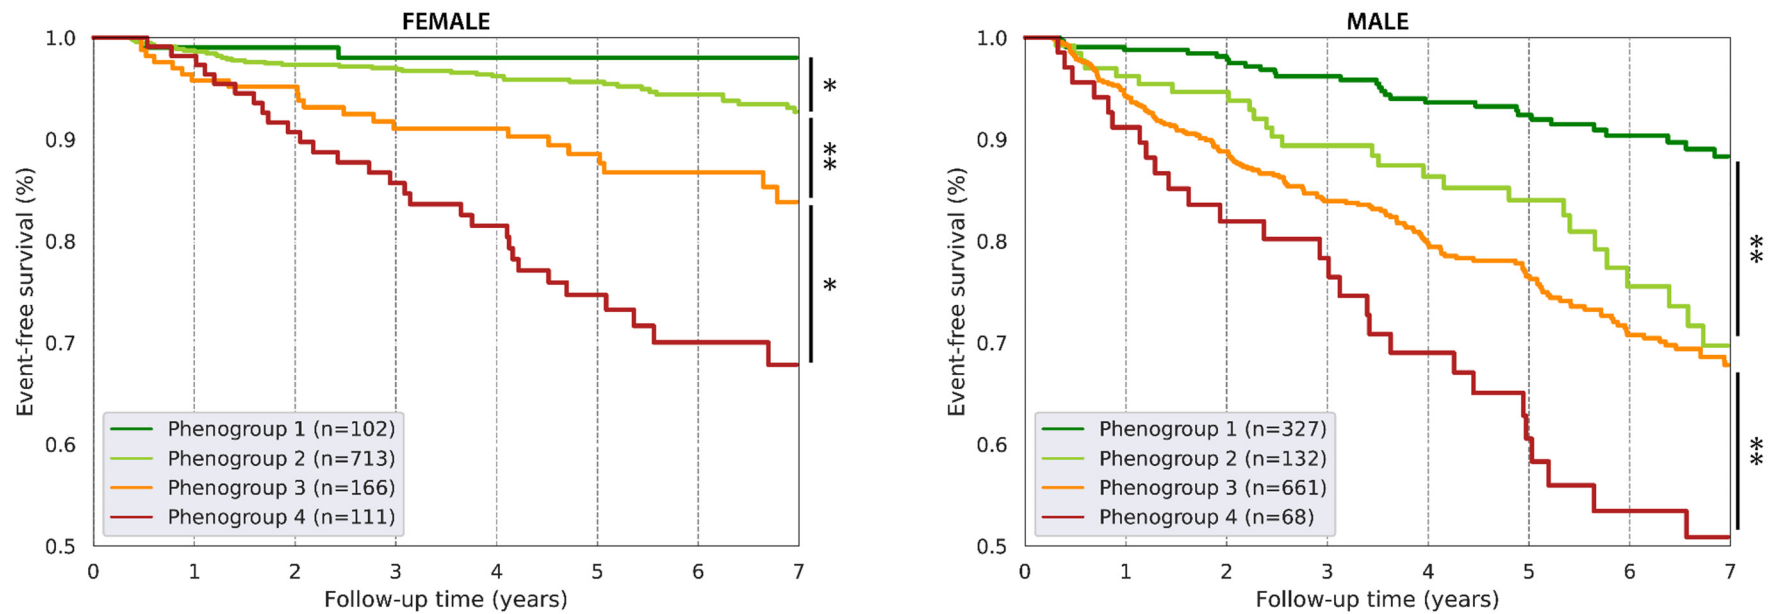 FEMALE
1.0
0.9
0.8
0.7
0.6
0.5
Event-free survival (%)
Phenogroup 1 (n=102)
Phenogroup 2 (n=713)
Phenogroup 3 (n=166)
Phenogroup 4 (n=111)
*
**
*
0 1 2 3 4 5 6 7
Follow-up time (years)
MALE
1.0
0.9
0.8
0.7
0.6
0.5
Event-free survival (%)
Phenogroup 1 (n=327)
Phenogroup 2 (n=132)
Phenogroup 3 (n=661)
Phenogroup 4 (n=68)
**
**
0 1 2 3 4 5 6 7
Follow-up time (years)